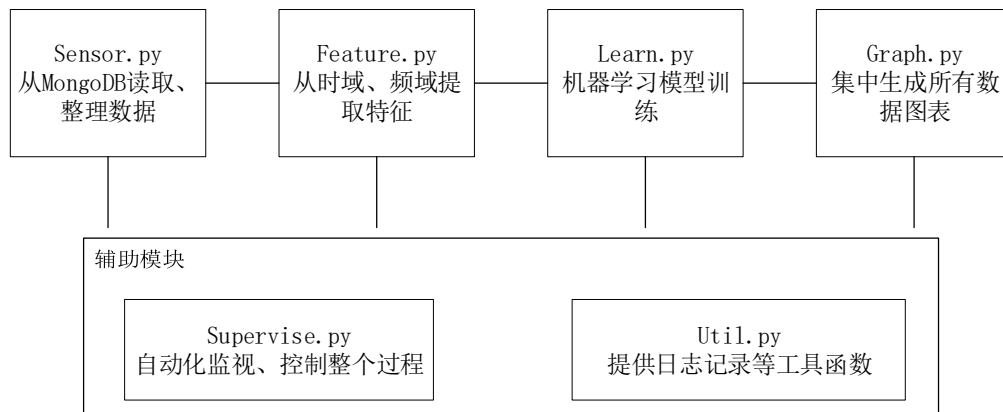 Sensor.py
从MongoDB读取、
整理数据
Feature.py
从时域、频域提
取特征
Learn.py
机器学习模型训
练
Graph.py
集中生成所有数
据图表
辅助模块
Supervise.py
自动化监视、控制整个过程
Util.py
提供日志记录等工具函数